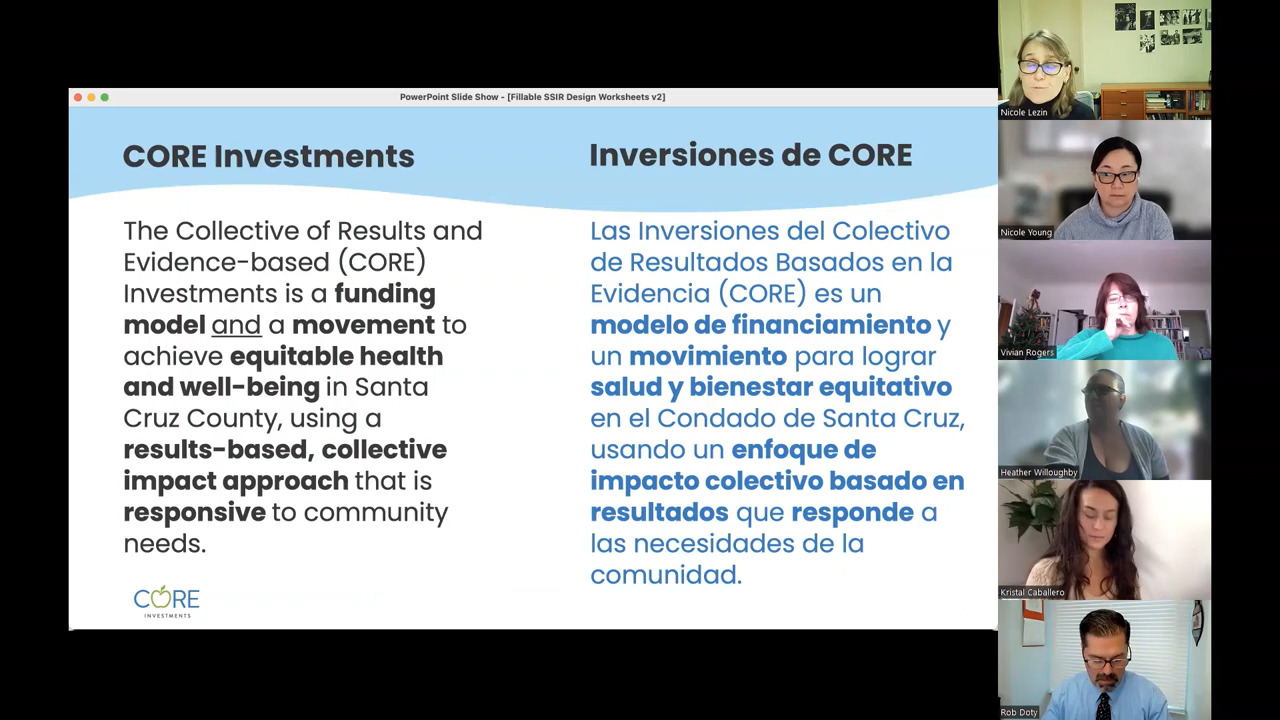 PowerPoint Slide Show - [Fillable SSIR Design Worksheets v2]
CORE Investments
The Collective of Results and
Evidence-based (CORE)
Investments is a funding
model and a movement to
achieve equitable health
and well-being in Santa
Cruz County, using a
results-based, collective
impact approach that is
responsive to community
needs.
CORE
INVESTMENTS
Inversiones de CORE
Las Inversiones del Colectivo
de Resultados Basados en la
Evidencia (CORE) es un
modelo de financiamiento y
un movimiento para lograr
salud y bienestar equitativo
en el Condado de Santa Cruz,
usando un enfoque de
impacto colectivo basado en
resultados que responde a
las necesidades de la
comunidad.
Nicole Lezin
Nicole Young
Vivian Rogers
Heather Willoughby
Kristal Caballero
Rob Doty